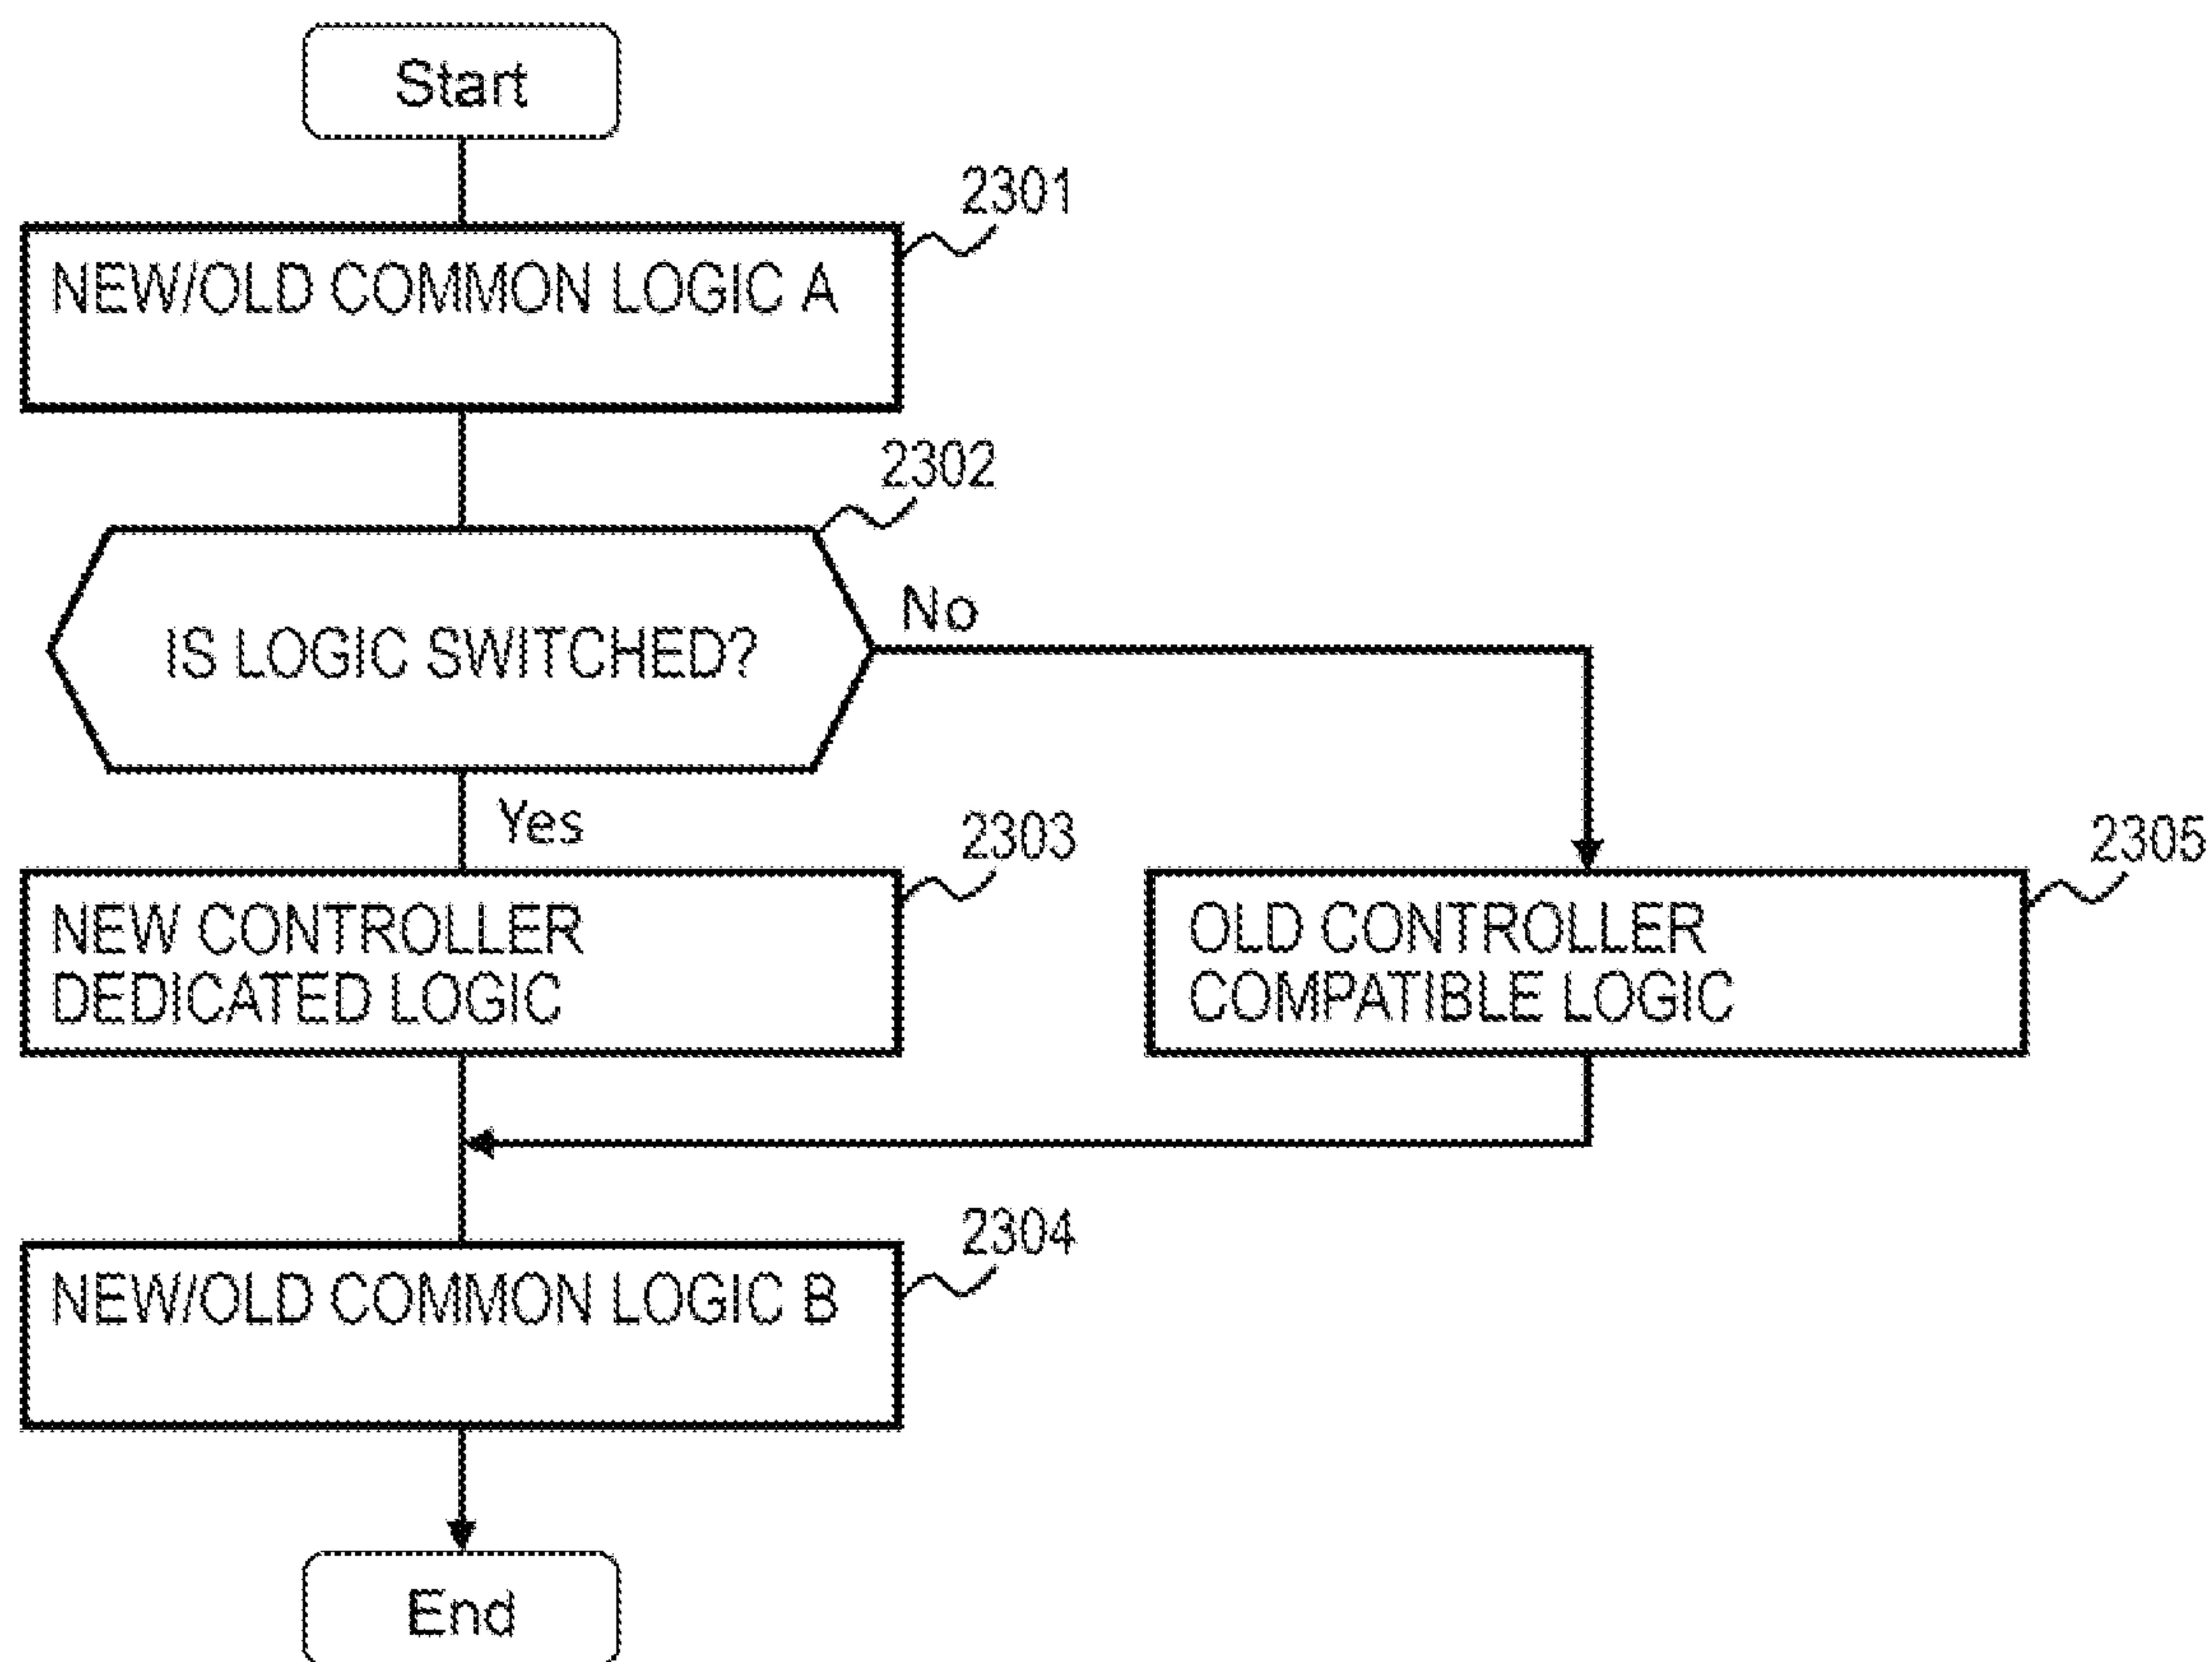 Start
2301
NEW/OLD COMMON LOGIC A
2302
No
IS LOGIC SWITCHED?
Yes
2303
2305
NEW CONTROLLER
DEDICATED LOGIC
OLD CONTROLLER
COMPATIBLE LOGIC
2304
NEW/OLD COMMON LOGIC B
End